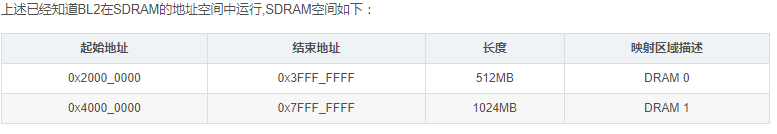 上述已经知道BL2在SDRAM的地址空间中运行,SDRAM空间如下：
起始地址 结束地址 长度 映射区域描述
0x2000_0000 0x3FFF_FFFF 512MB DRAM 0
0x4000_0000 0x7FFF_FFFF 1024MB DRAM 1